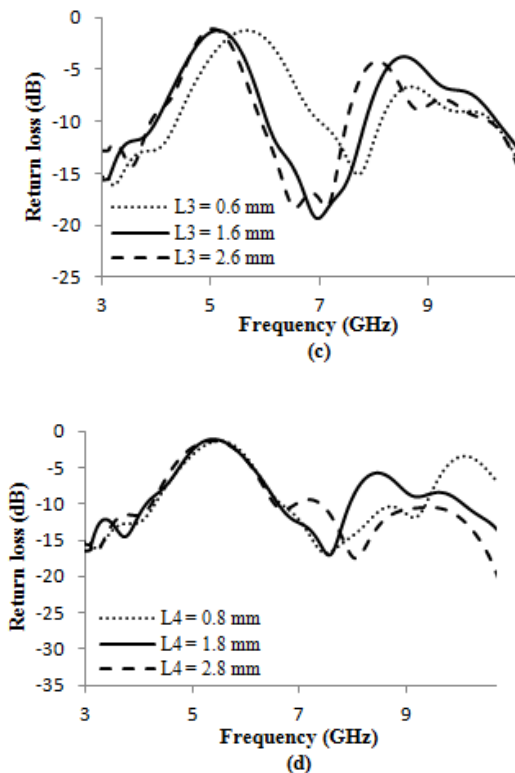 0
-5
-10
-15
-20
-25
Return loss (dB)
L3 = 0.6 mm
L3 = 1.6 mm
L3 = 2.6 mm
3 5 7 9
Frequency (GHz)
(c)
0
-5
-10
-15
-20
-25
-30
-35
Return loss (dB)
L4 = 0.8 mm
L4 = 1.8 mm
L4 = 2.8 mm
3 5 7 9
Frequency (GHz)
(d)